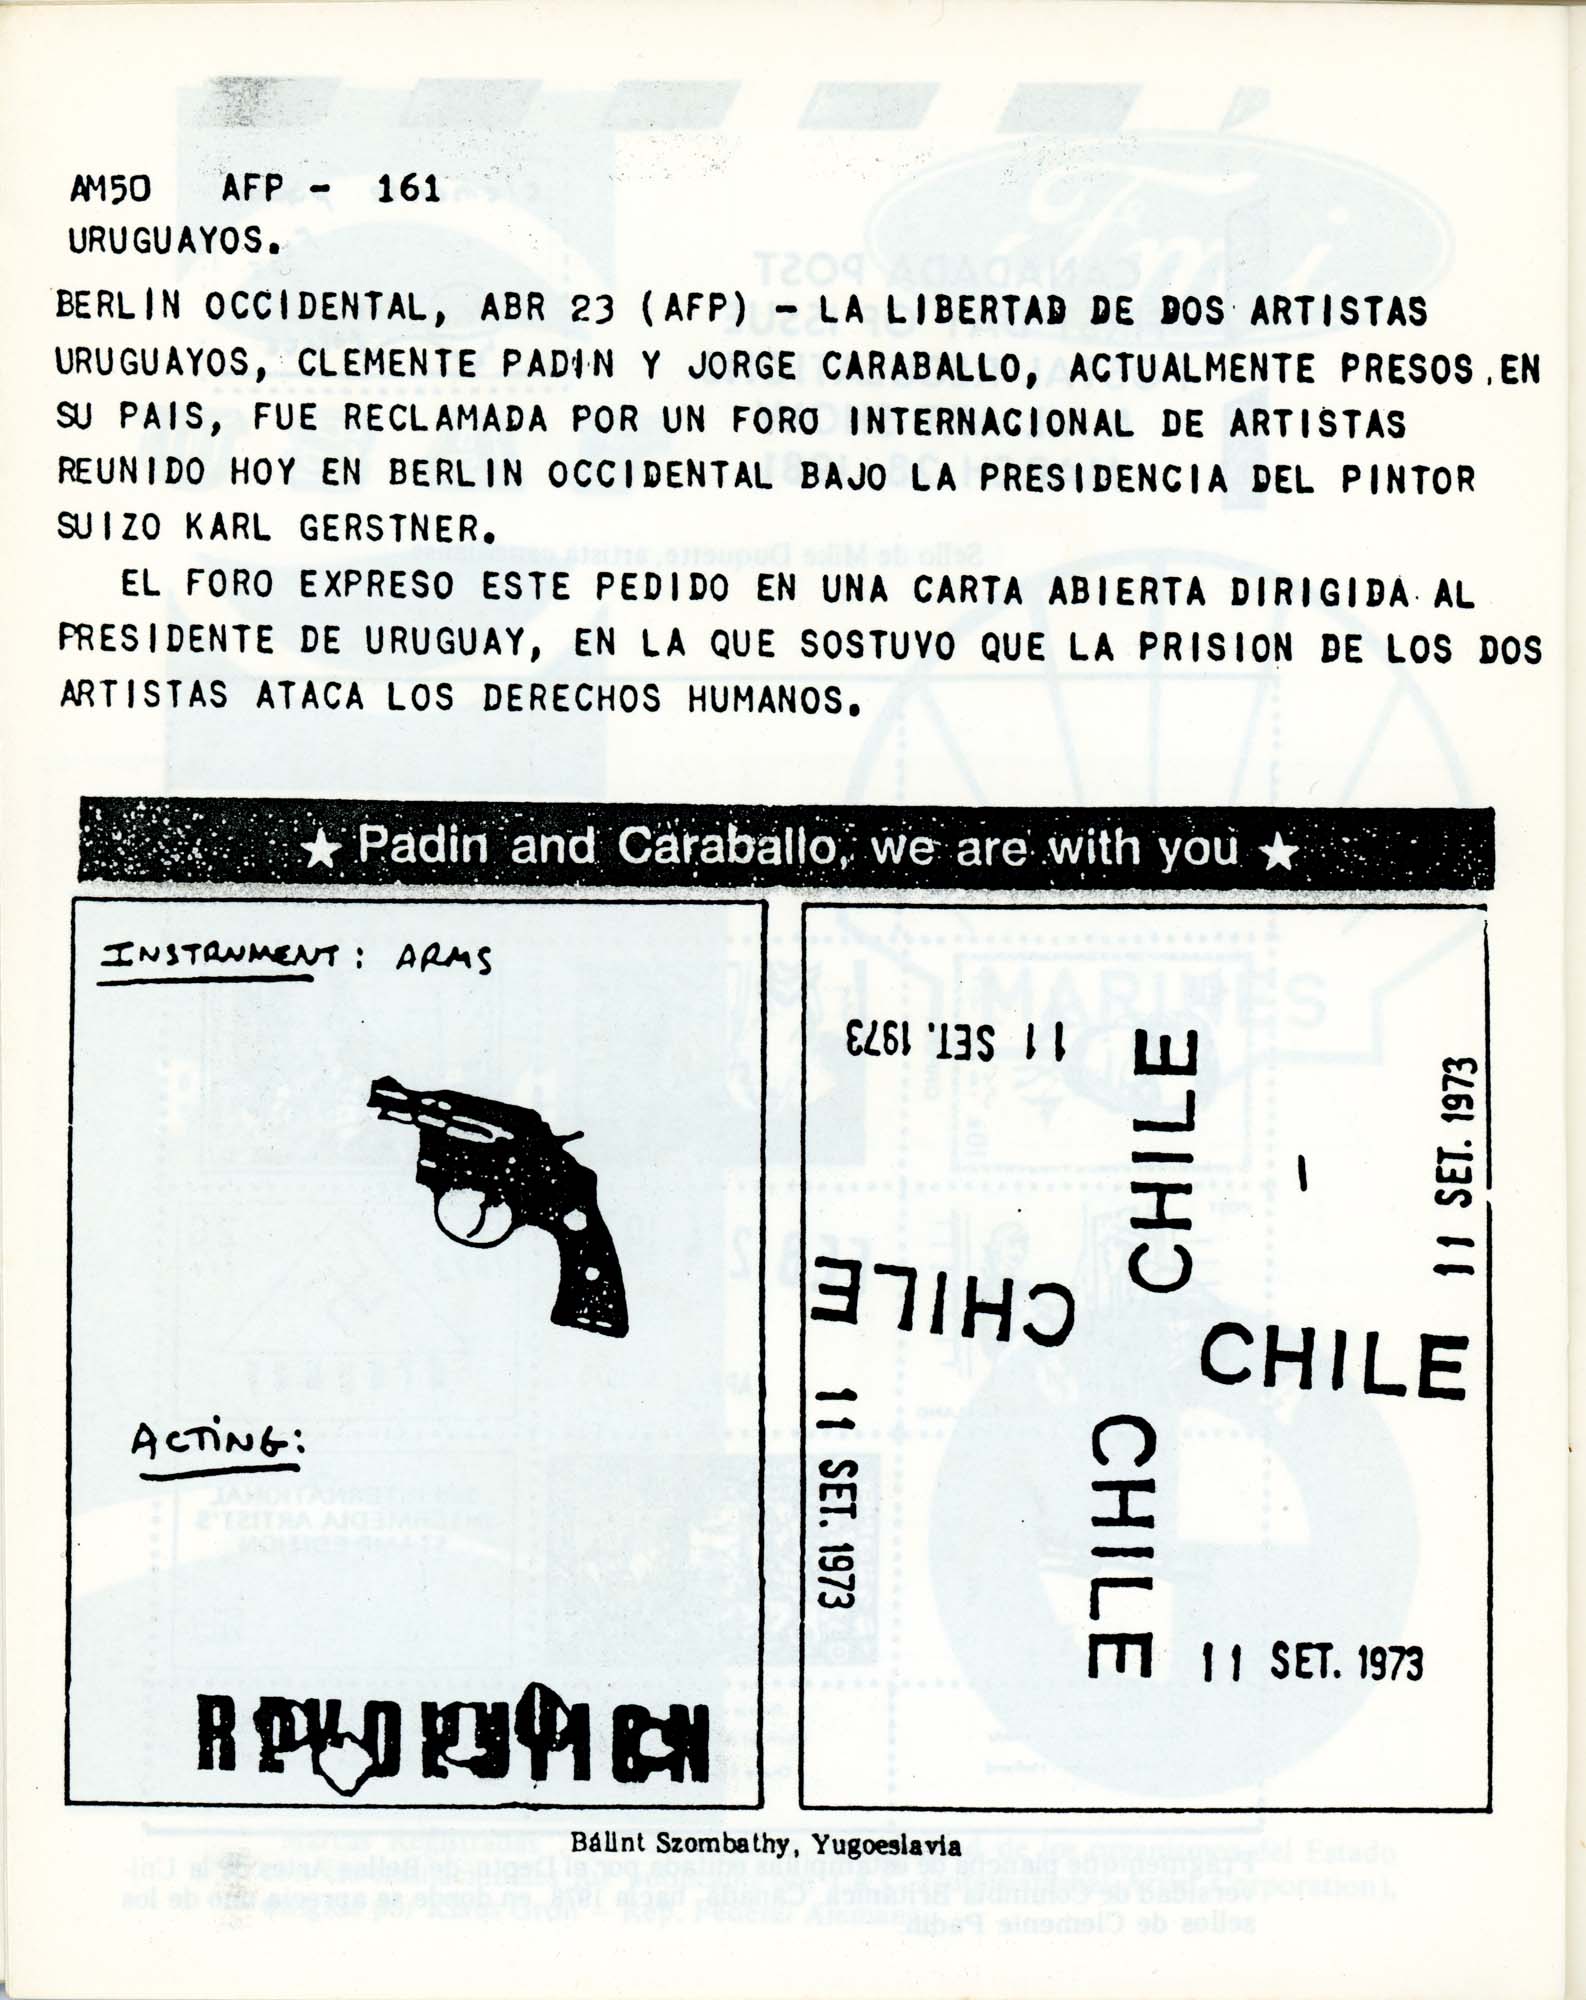 AM50 AFP - 161
URUGUAYOS.
BERLIN OCCIDENTAL, ABR 23 (AFP) - LA LIBERTAD DE DOS ARTISTAS
URUGUAYOS, CLEMENTE PADIN Y JORGE CARABALLO, ACTUALMENTE PRESOS EN
SU PAIS, FUE RECLAMADA POR UN FORO INTERNACIONAL DE ARTISTAS
REUNIDO HOY EN BERLIN OCCIDENTAL BAJO LA PRESIDENCIA DEL PINTOR
SUIZO KARL GERSTNER.
EL FORO EXPRESO ESTE PEDIDO EN UNA CARTA ABIERTA DIRIGIDA AL
PRESIDENTE DE URUGUAY, EN LA QUE SOSTUVO QUE LA PRISION DE LOS DOS
ARTISTAS ATACA LOS DERECHOS HUMANOS.
★ Padin and Caraballo, we are with you ★
INSTRUMENT: ARMS
ACTING:
REVOLUTION
11 SET. 1973
CHILE
11 SET. 1973
CHILE
CHILE
11 SET. 1973
CHILE
11 SET. 1973
Bálint Szombathy, Yugoeslavia